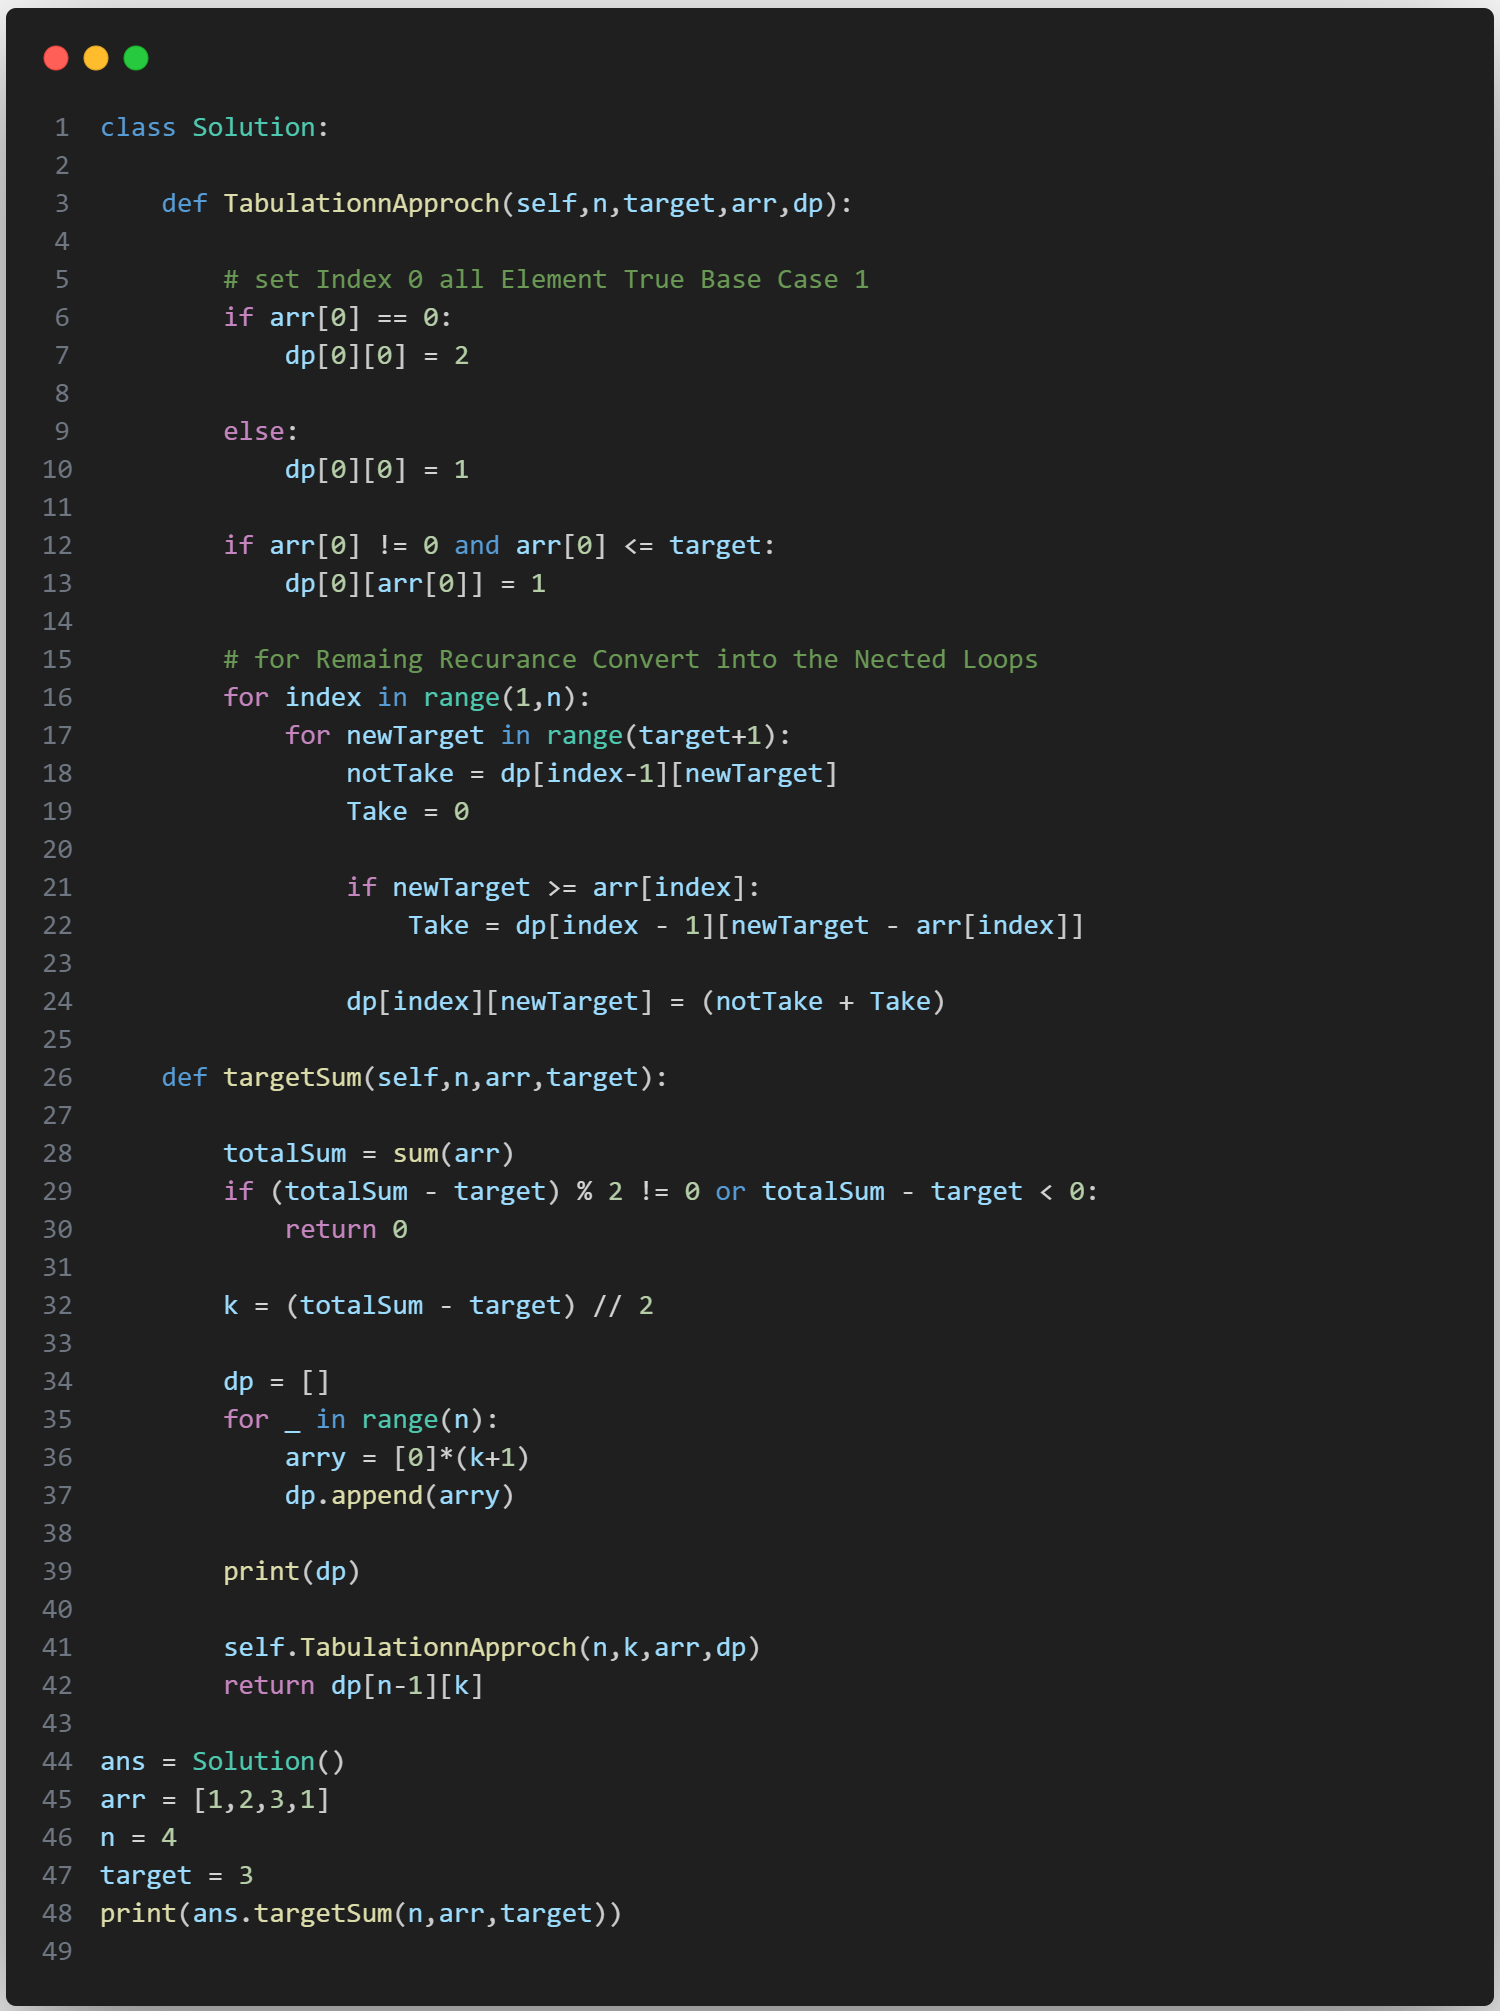 1 class Solution:
2
3     def TabulationnApproch(self,n,target,arr,dp):
4
5         # set Index 0 all Element True Base Case 1
6         if arr[0] == 0:
7             dp[0][0] = 2
8
9         else:
10             dp[0][0] = 1
11
12         if arr[0] != 0 and arr[0] <= target:
13             dp[0][arr[0]] = 1
14
15         # for Remaing Recurance Convert into the Nected Loops
16         for index in range(1,n):
17             for newTarget in range(target+1):
18                 notTake = dp[index-1][newTarget]
19                 Take = 0
20
21                 if newTarget >= arr[index]:
22                     Take = dp[index - 1][newTarget - arr[index]]
23
24                 dp[index][newTarget] = (notTake + Take)
25
26     def targetSum(self,n,arr,target):
27
28         totalSum = sum(arr)
29         if (totalSum - target) % 2 != 0 or totalSum - target < 0:
30             return 0
31
32         k = (totalSum - target) // 2
33
34         dp = []
35         for _ in range(n):
36             arry = [0]*(k+1)
37             dp.append(arry)
38
39         print(dp)
40
41         self.TabulationnApproch(n,k,arr,dp)
42         return dp[n-1][k]
43
44 ans = Solution()
45 arr = [1,2,3,1]
46 n = 4
47 target = 3
48 print(ans.targetSum(n,arr,target))
49